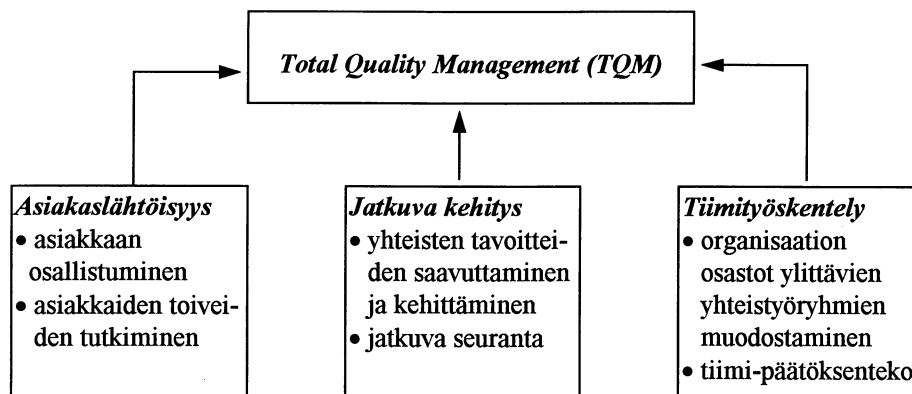 Total Quality Management (TQM)
Asiakaslähtöisyys
• asiakkaan
osallistuminen
• asiakkaiden toivei-
den tutkiminen
Jatkuva kehitys
• yhteisten tavoittei-
den saavuttaminen
ja kehittäminen
• jatkuva seuranta
Tiimityöskentely
• organisaation
osastot ylittävien
yhteistyöryhmien
muodostaminen
• tiimi-päätöksenteko